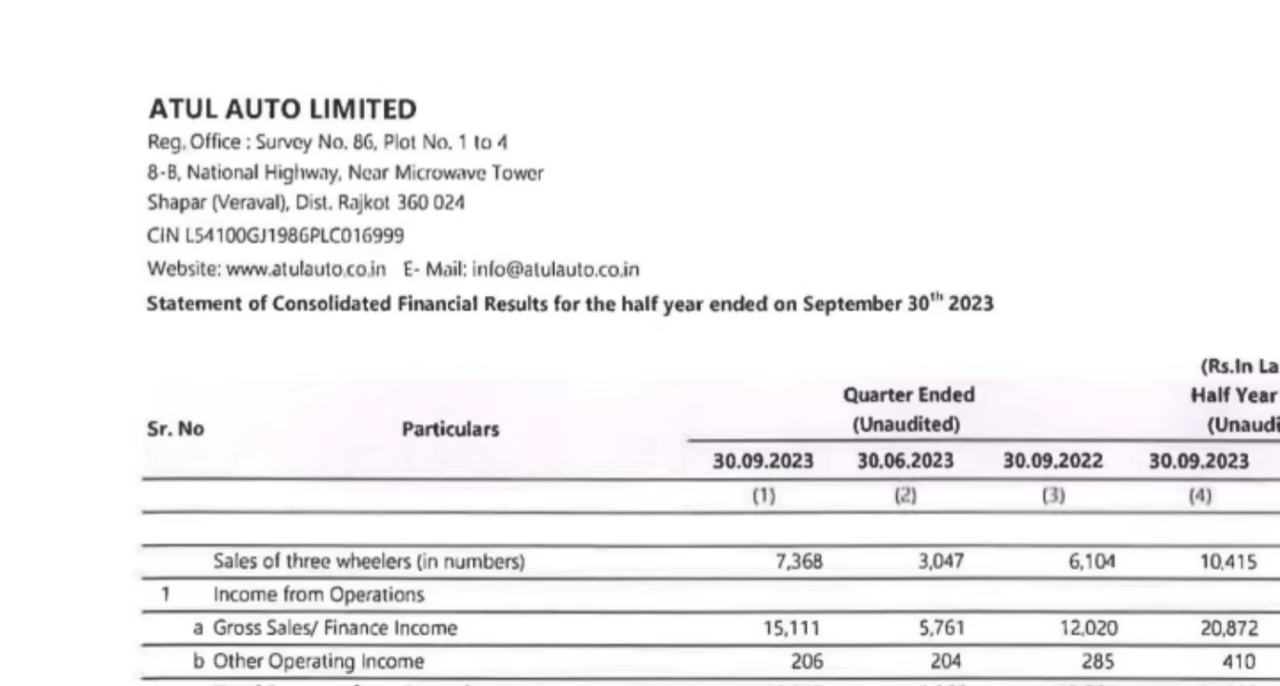 ATUL AUTO LIMITED
Reg. Office : Survey No. 86, Plot No. 1 to 4
8-B, National Highway, Near Microwave Tower
Shapar (Veraval), Dist. Rajkot 360 024
CIN L54100GJ1986PLC016999
Website: www.atulauto.co.in E- Mail: info@atulauto.co.in
Statement of Consolidated Financial Results for the half year ended on September 30th 2023
(Rs.In La
Quarter Ended Half Year
Sr. No Particulars (Unaudited) (Unaudi
30.09.2023 30.06.2023 30.09.2022 30.09.2023
(1) (2) (3) (4)
Sales of three wheelers (in numbers) 7,368 3,047 6,104 10,415
1 Income from Operations
a Gross Sales/ Finance Income 15,111 5,761 12,020 20,872
b Other Operating Income 206 204 285 410